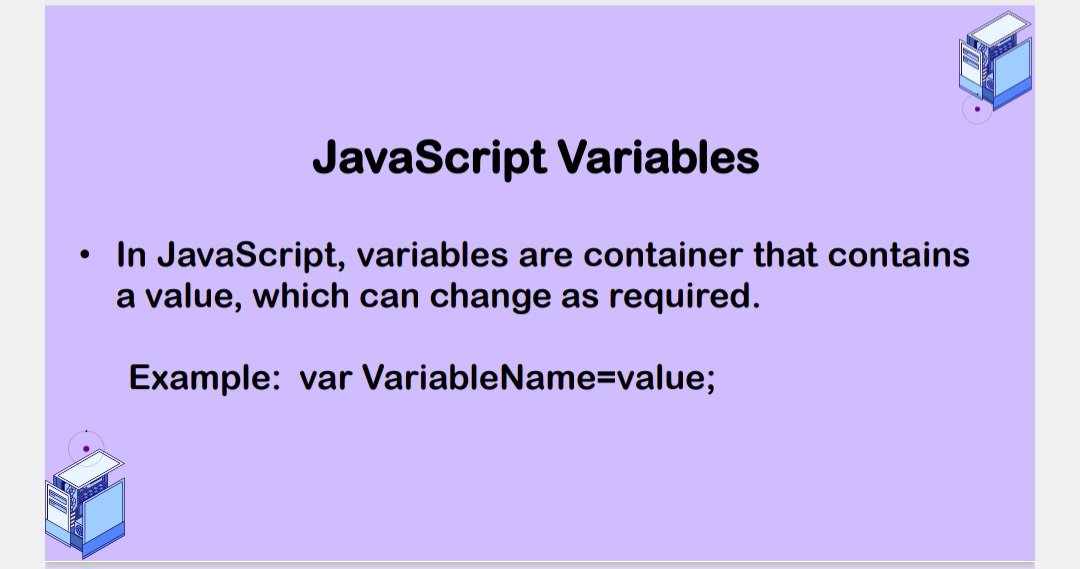 JavaScript Variables
• In JavaScript, variables are container that contains
a value, which can change as required.
Example: var VariableName=value;